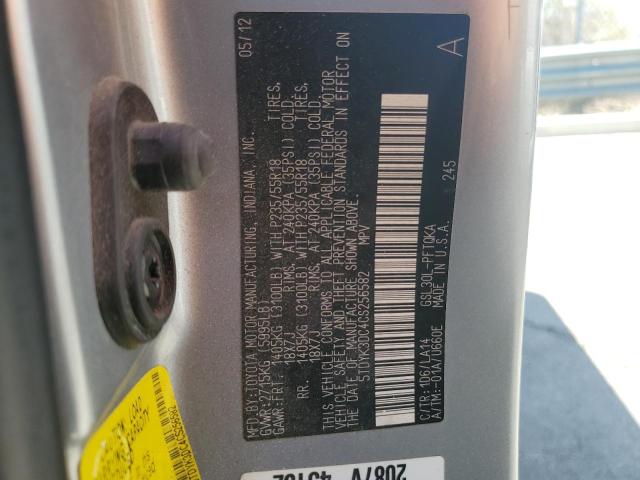 MFD.BY:TOYOTA MOTOR MANUFACTURING, INDIANA, INC. 05/12
GVWR:2715KG (5995LB)
GAWR:FRT. 1405KG (3100LB) WITH P235/55R18 TIRES,
18X7J RIMS, AT 240KPA (35PSI) COLD.
RR. 1405KG (3100LB) WITH P235/55R18 TIRES,
18X7J RIMS, AT 240KPA (35PSI) COLD.
THIS VEHICLE CONFORMS TO ALL APPLICABLE FEDERAL MOTOR
VEHICLE SAFETY AND THEFT PREVENTION STANDARDS IN EFFECT ON
THE DATE OF MANUFACTURE SHOWN ABOVE.
5TDYK3DC4CS256582 MPV A
245
C/TR:1D6/LA14 GSL30L-PFTQKA
A/TM:-01A/U660E MADE IN U.S.A.